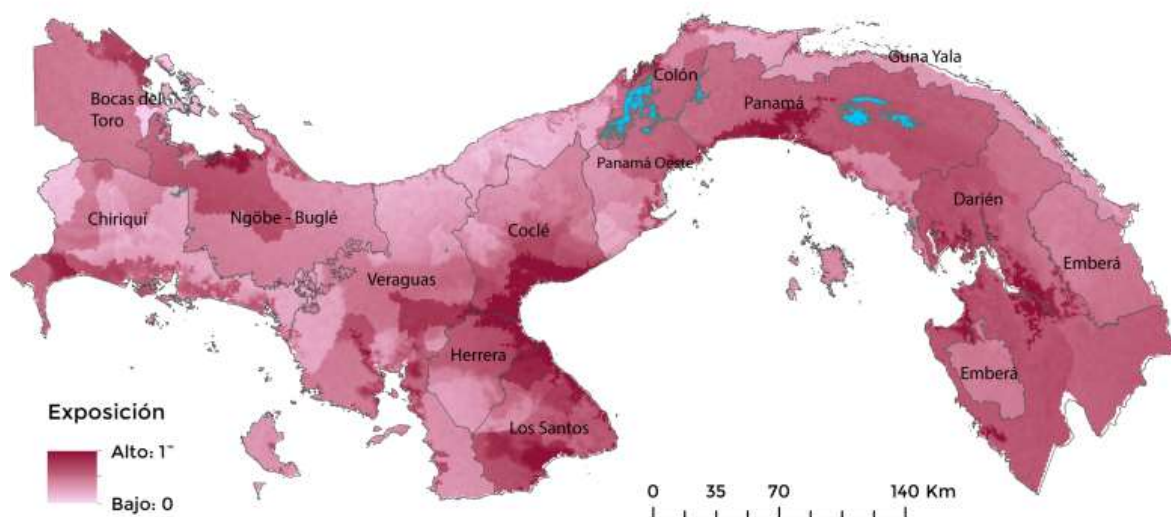 Guna Yala
Colón
Bocas del
Toro
Panamá
Panamá Oeste
Darién
Chiriquí
Ngöbe - Buglé
Coclé
Emberá
Veraguas
Herrera
Emberá
Los Santos
Exposición
Alto: 1
Bajo: 0
0 35 70 140 Km